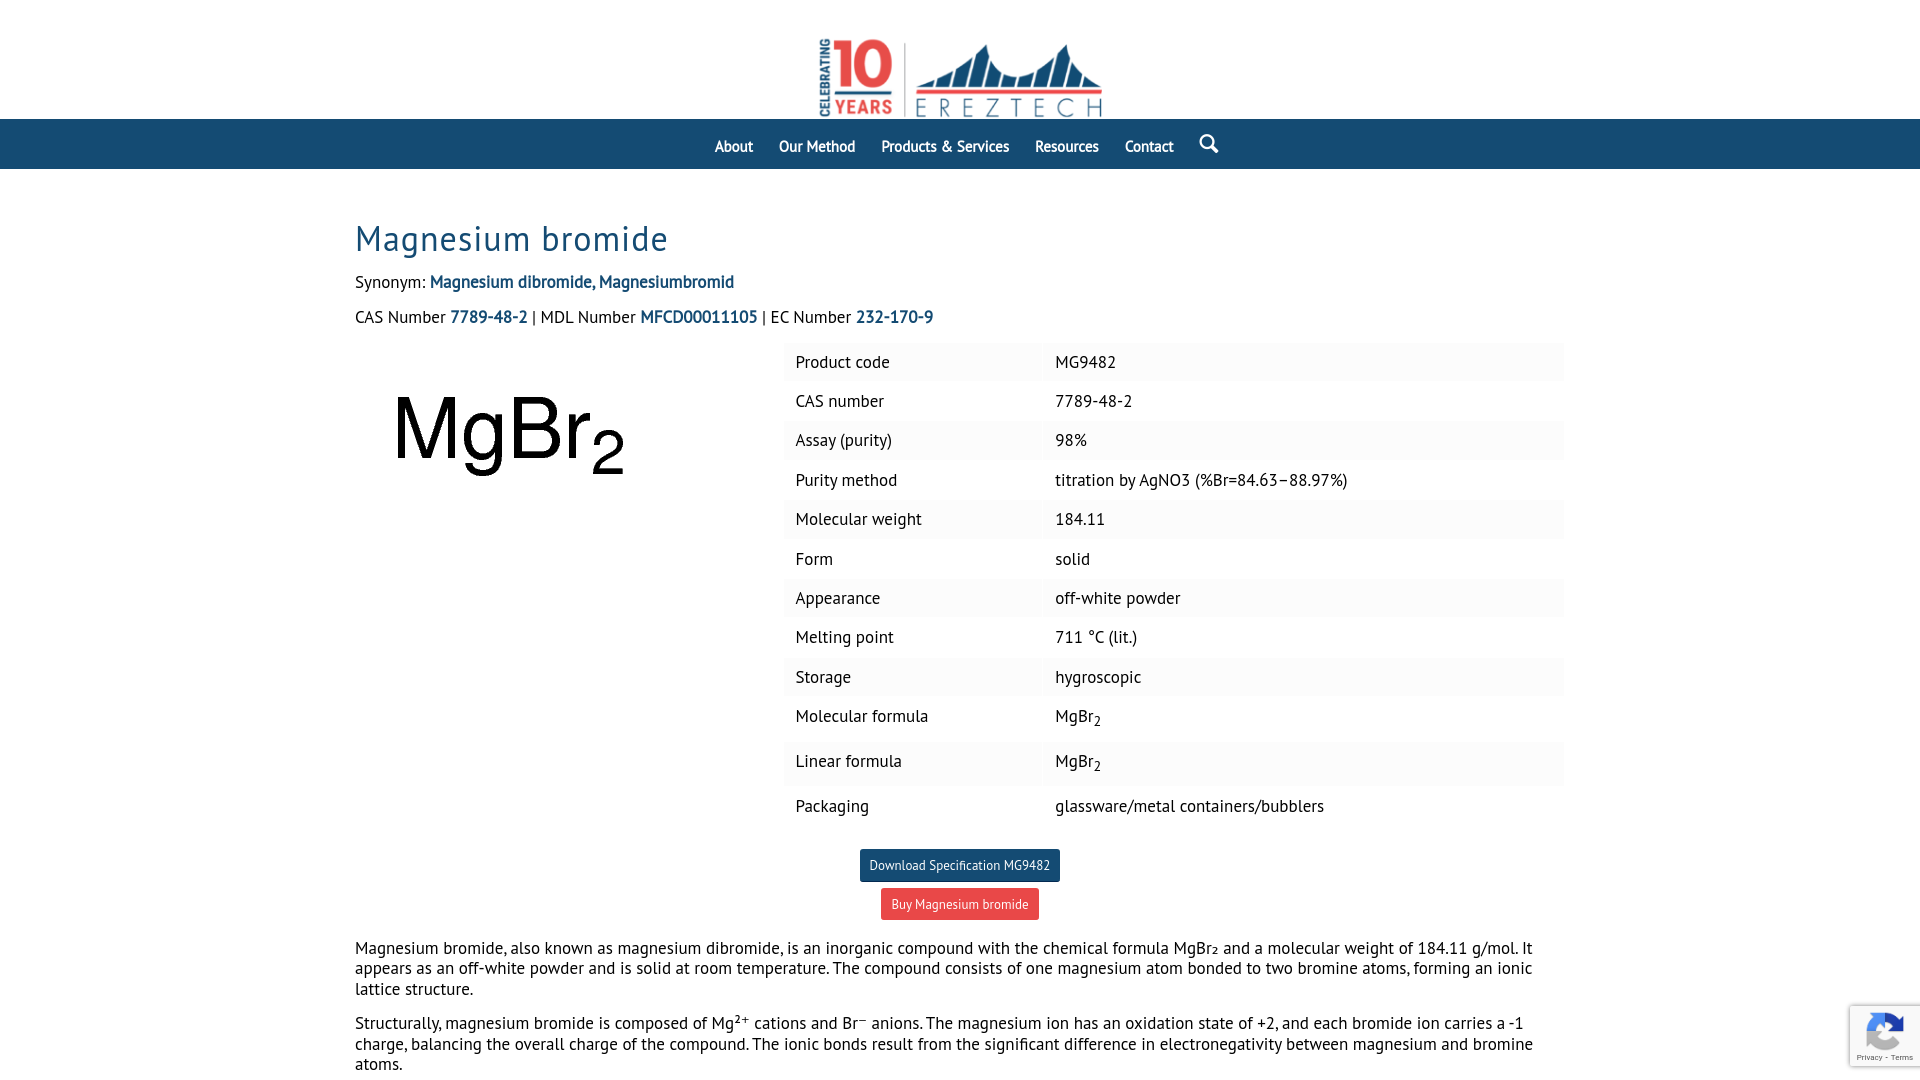 CELEBRATING
10
YEARS
EREZTECH
About Our Method Products & Services Resources Contact
Magnesium bromide
Synonym: Magnesium dibromide, Magnesiumbromid
CAS Number 7789-48-2 | MDL Number MFCD00011105 | EC Number 232-170-9
MgBr₂
Product code MG9482
CAS number 7789-48-2
Assay (purity) 98%
Purity method titration by AgNO3 (%Br=84.63–88.97%)
Molecular weight 184.11
Form solid
Appearance off-white powder
Melting point 711 °C (lit.)
Storage hygroscopic
Molecular formula MgBr₂
Linear formula MgBr₂
Packaging glassware/metal containers/bubblers
Download Specification MG9482
Buy Magnesium bromide
Magnesium bromide, also known as magnesium dibromide, is an inorganic compound with the chemical formula MgBr₂ and a molecular weight of 184.11 g/mol. It
appears as an off-white powder and is solid at room temperature. The compound consists of one magnesium atom bonded to two bromine atoms, forming an ionic
lattice structure.
Structurally, magnesium bromide is composed of Mg²⁺ cations and Br⁻ anions. The magnesium ion has an oxidation state of +2, and each bromide ion carries a -1
charge, balancing the overall charge of the compound. The ionic bonds result from the significant difference in electronegativity between magnesium and bromine
atoms.
Privacy - Terms